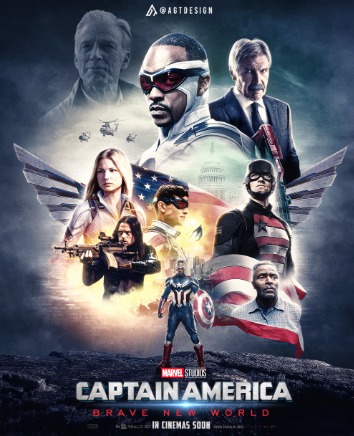 @AGTDESIGN
MARVEL STUDIOS
CAPTAIN AMERICA
BRAVE NEW WORLD
IN CINEMAS SOON